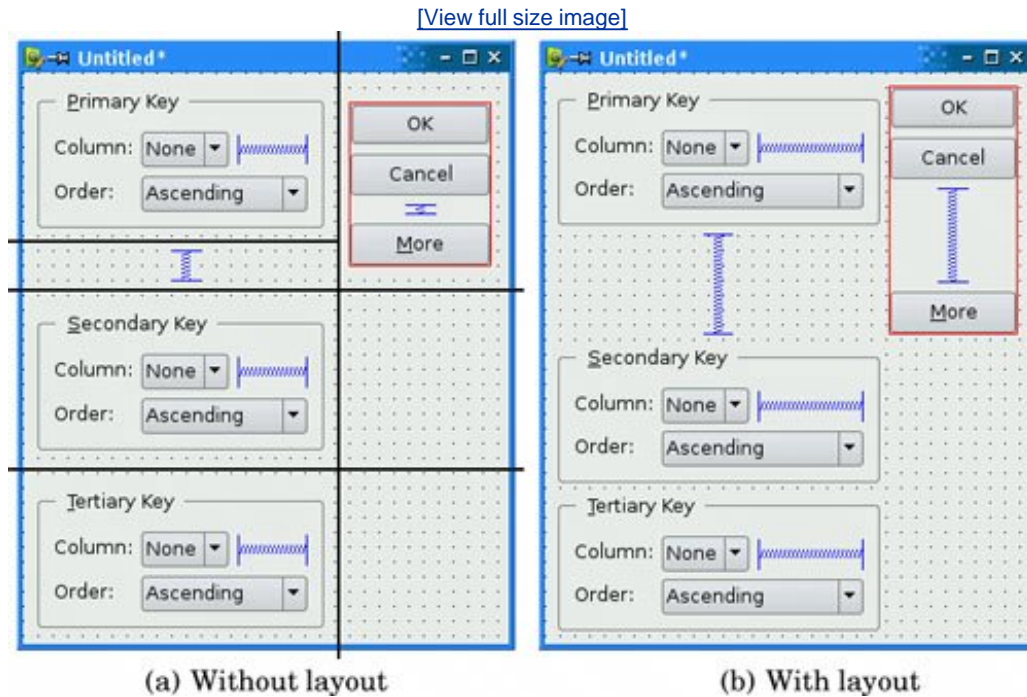 [View full size image]
Untitled*
Primary Key
Column: None
Order: Ascending
OK
Cancel
More
Secondary Key
Column: None
Order: Ascending
Tertiary Key
Column: None
Order: Ascending
(a) Without layout
Untitled*
Primary Key
Column: None
Order: Ascending
OK
Cancel
More
Secondary Key
Column: None
Order: Ascending
Tertiary Key
Column: None
Order: Ascending
(b) With layout